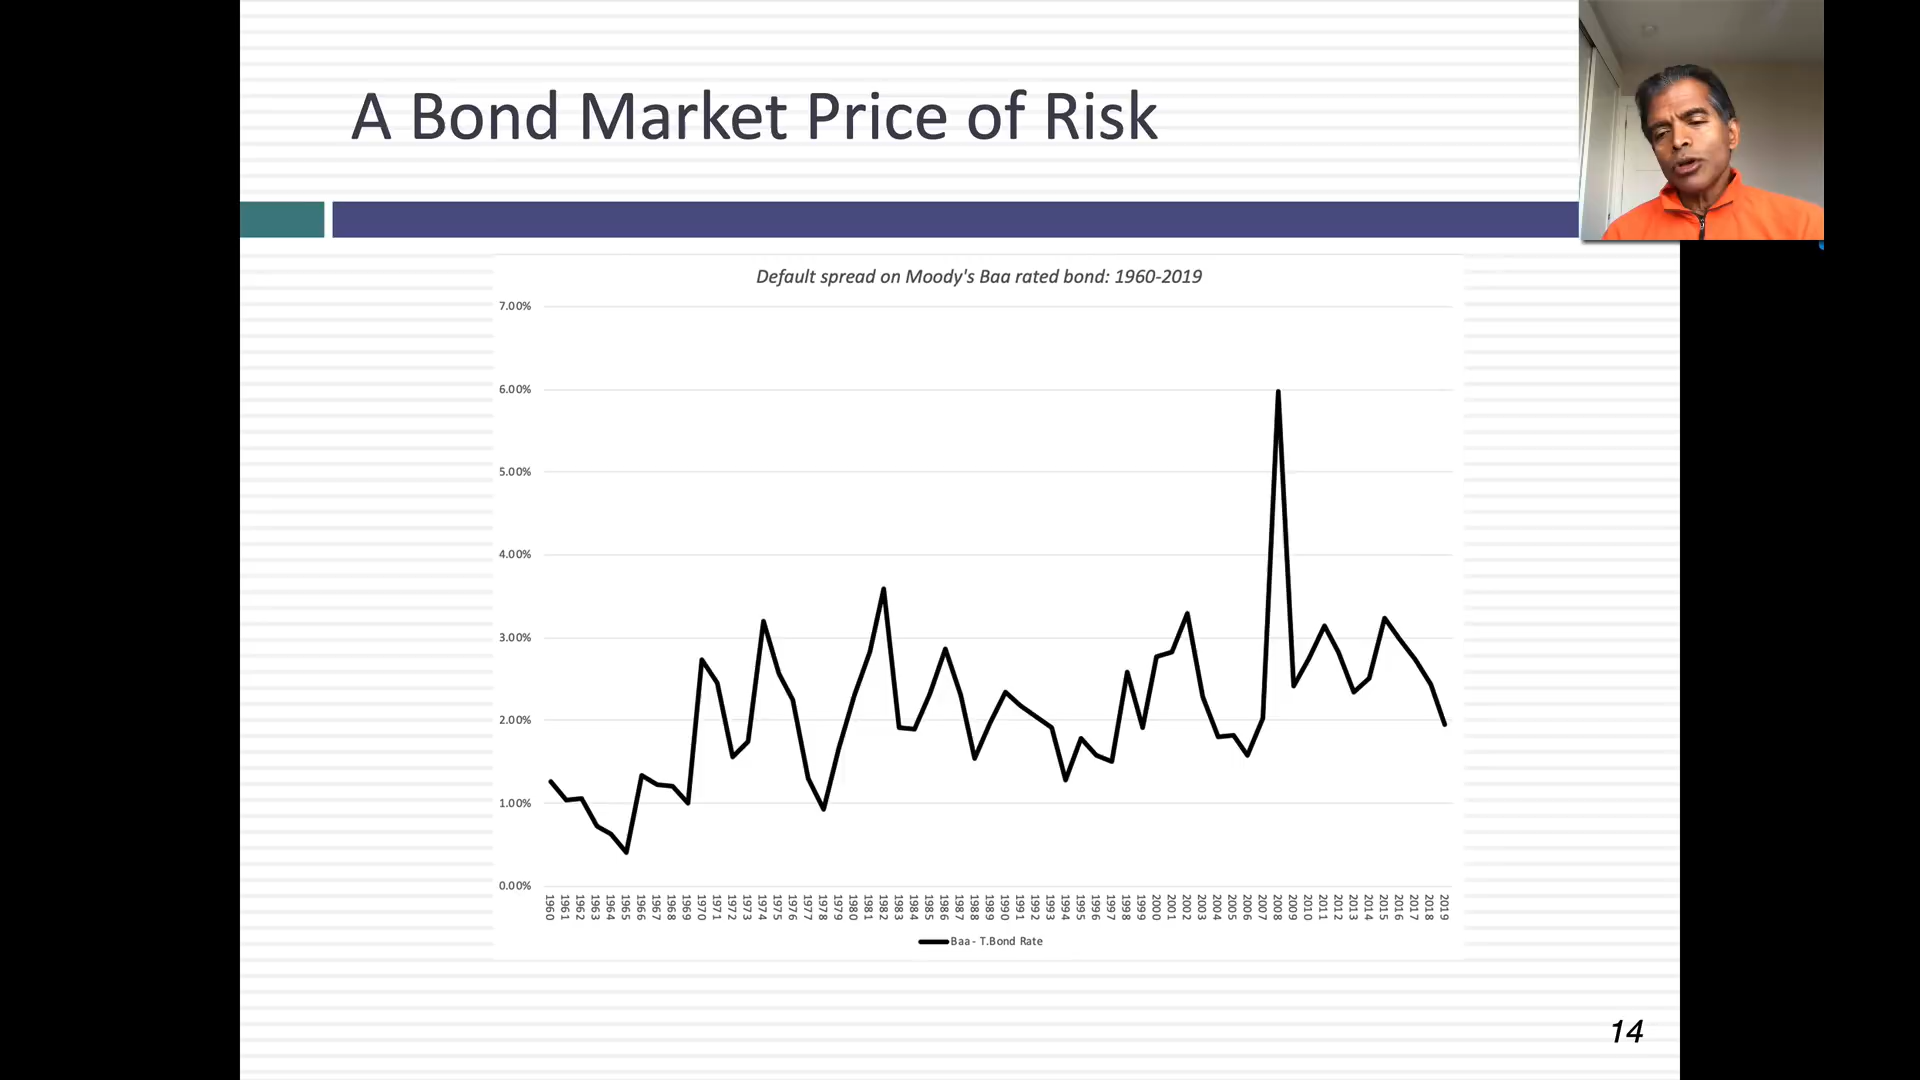 A Bond Market Price of Risk
Default spread on Moody's Baa rated bond: 1960-2019
7.00%
6.00%
5.00%
4.00%
3.00%
2.00%
1.00%
0.00%
1960 1961 1962 1963 1964 1965 1966 1967 1968 1969 1970 1971 1972 1973 1974 1975 1976 1977 1978 1979 1980 1981 1982 1983 1984 1985 1986 1987 1988 1989 1990 1991 1992 1993 1994 1995 1996 1997 1998 1999 2000 2001 2002 2003 2004 2005 2006 2007 2008 2009 2010 2011 2012 2013 2014 2015 2016 2017 2018 2019
Baa - T.Bond Rate
14